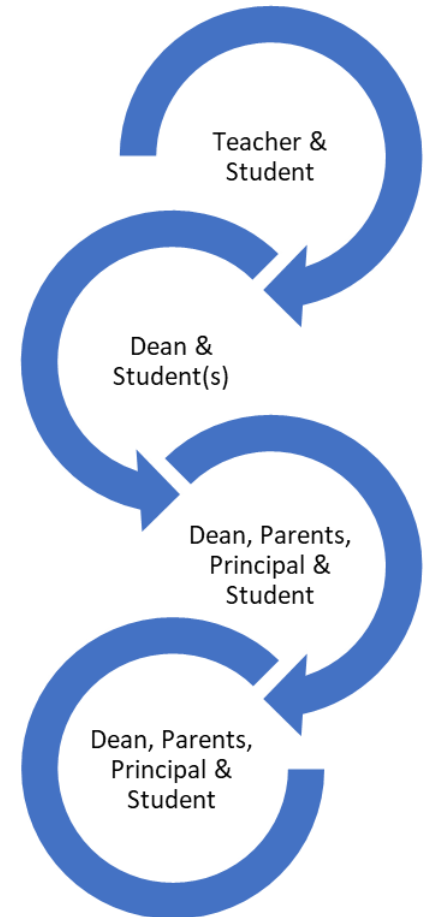 Teacher &
Student
Dean &
Student(s)
Dean, Parents,
Principal &
Student
Dean, Parents,
Principal &
Student